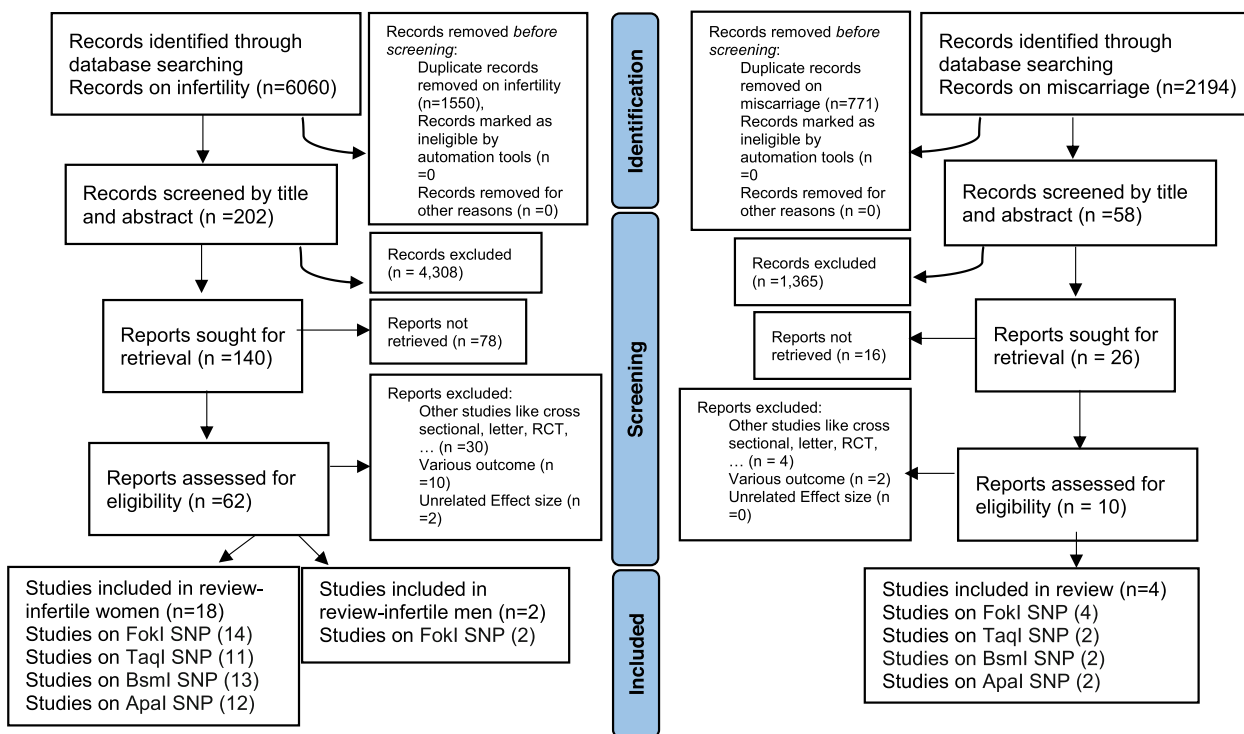 Records identified through
database searching
Records on infertility (n=6060)
Records removed before
screening:
Duplicate records
removed on infertility
(n=1550),
Records marked as
ineligible by
automation tools (n
=0
Records removed for
other reasons (n =0)
Records screened by title
and abstract (n =202)
Records excluded
(n = 4,308)
Reports sought for
retrieval (n =140)
Reports not
retrieved (n =78)
Reports assessed for
eligibility (n =62)
Reports excluded:
Other studies like cross
sectional, letter, RCT,
… (n =30)
Various outcome (n
=10)
Unrelated Effect size (n
=2)
Studies included in review-
infertile women (n=18)
Studies on FokI SNP (14)
Studies on TaqI SNP (11)
Studies on BsmI SNP (13)
Studies on ApaI SNP (12)
Studies included in
review-infertile men (n=2)
Studies on FokI SNP (2)
Identification
Screening
Included
Records removed before
screening:
Duplicate records
removed on
miscarriage (n=771)
Records marked as
ineligible by
automation tools (n
=0
Records removed for
other reasons (n =0)
Records identified through
database searching
Records on miscarriage (n=2194)
Records screened by title
and abstract (n =58)
Records excluded
(n =1,365)
Reports sought for
retrieval (n = 26)
Reports not
retrieved (n =16)
Reports excluded:
Other studies like cross
sectional, letter, RCT,
… (n = 4)
Various outcome (n =2)
Unrelated Effect size (n
=0)
Reports assessed for
eligibility (n = 10)
Studies included in review (n=4)
Studies on FokI SNP (4)
Studies on TaqI SNP (2)
Studies on BsmI SNP (2)
Studies on ApaI SNP (2)